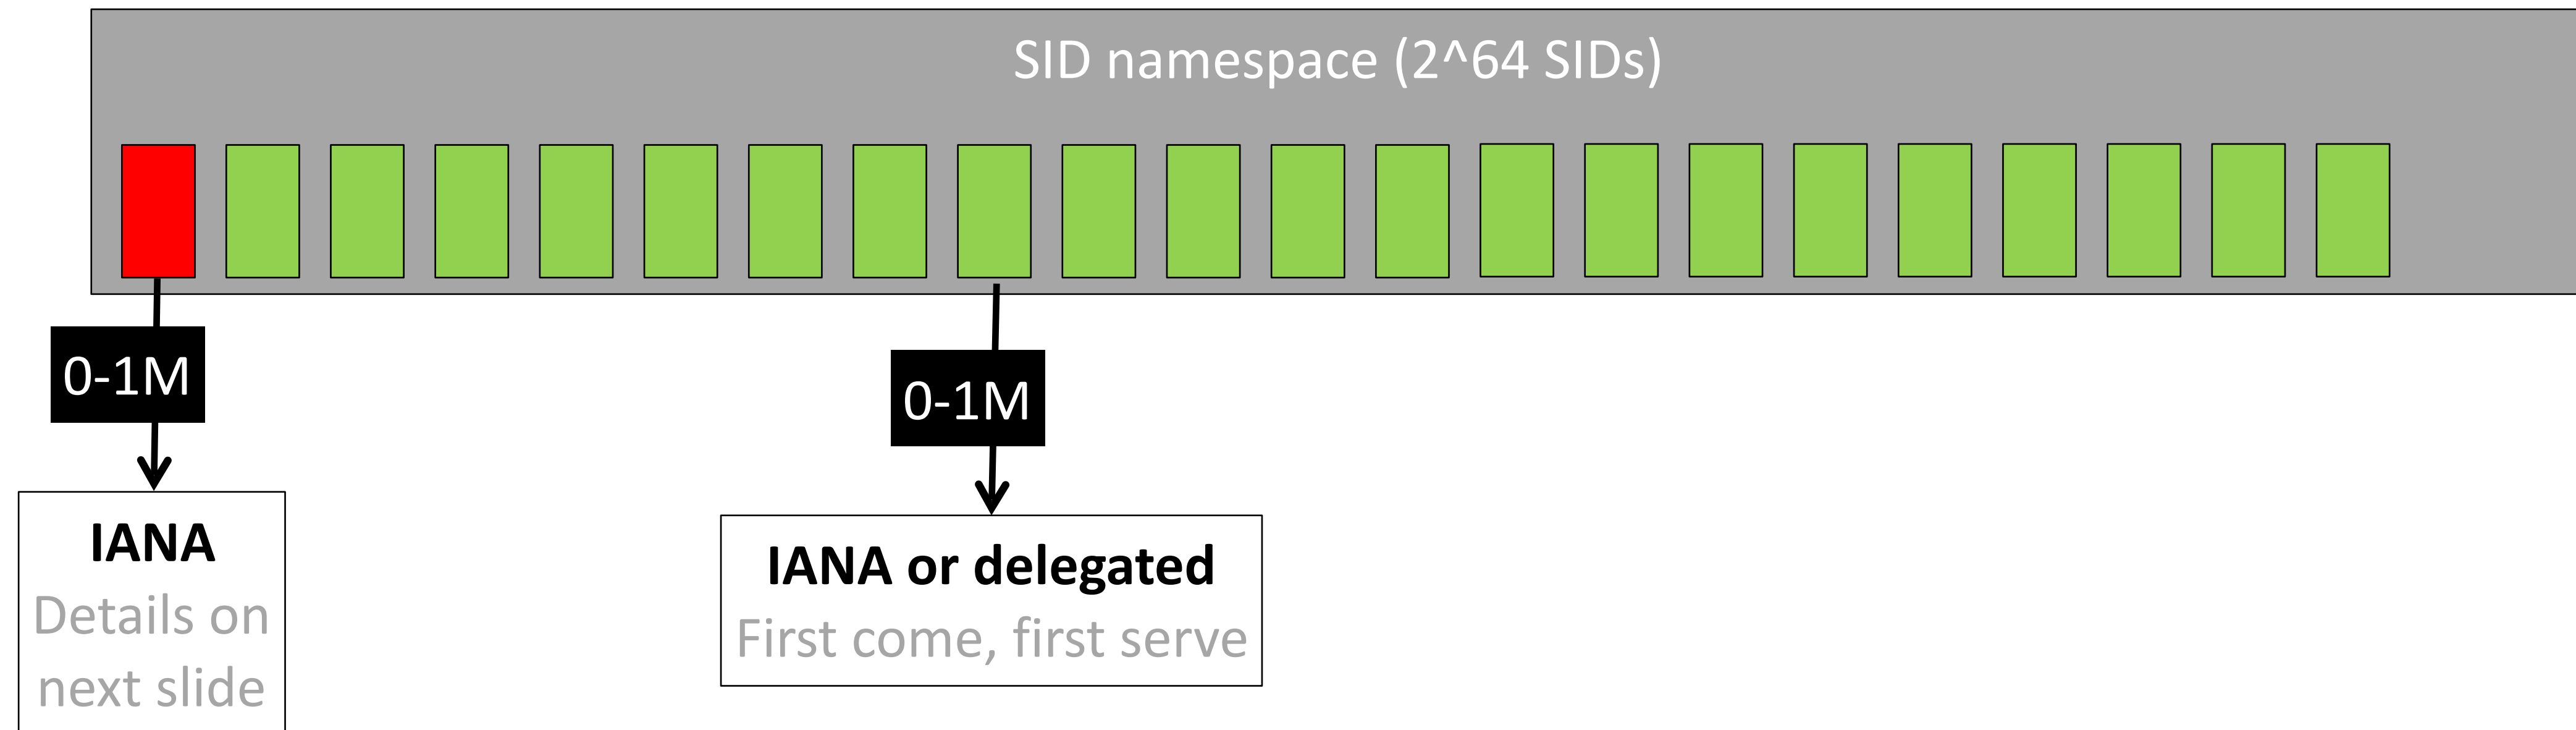 SID namespace (2^64 SIDs)
0-1M
0-1M
IANA
Details on
next slide
IANA or delegated
First come, first serve